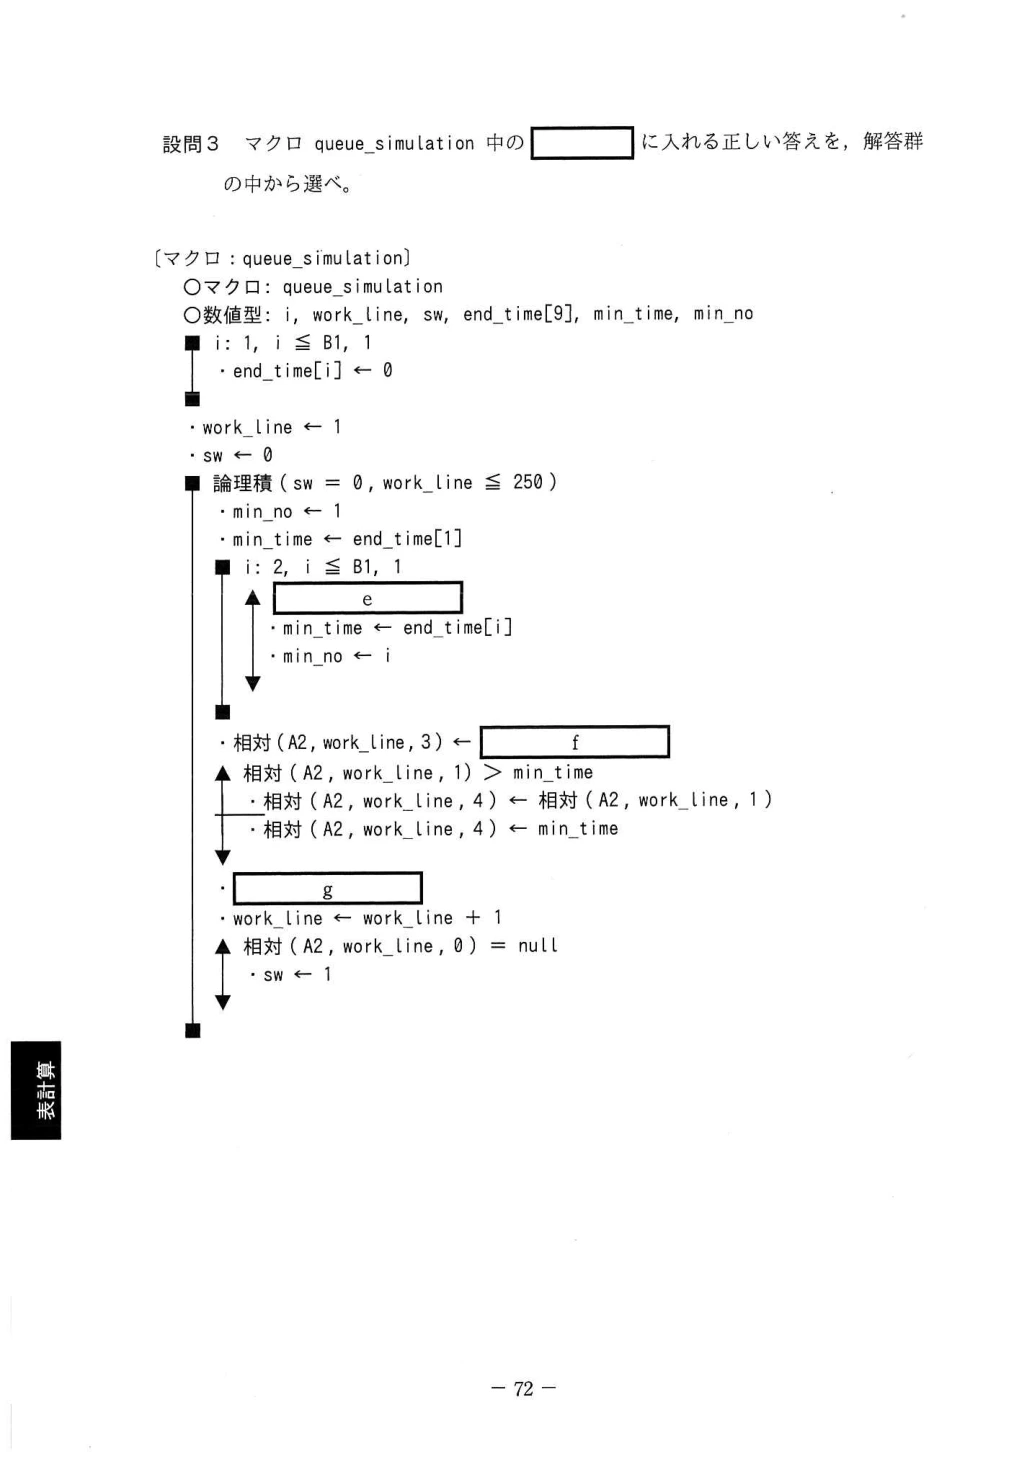 設問3　マクロ queue_simulation 中の　　　に入れる正しい答えを，解答群
の中から選べ。
〔マクロ：queue_simulation〕
○マクロ: queue_simulation
○数値型: i, work_line, sw, end_time[9], min_time, min_no
■ i: 1, i ≦ B1, 1
・end_time[i] ← 0
■
・work_line ← 1
・sw ← 0
■ 論理積(sw = 0, work_line ≦ 250)
・min_no ← 1
・min_time ← end_time[1]
■ i: 2, i ≦ B1, 1
▲ e
・min_time ← end_time[i]
・min_no ← i
▼
■
・相対(A2, work_line, 3) ← f
▲ 相対(A2, work_line, 1) > min_time
・相対(A2, work_line, 4) ← 相対(A2, work_line, 1)
・相対(A2, work_line, 4) ← min_time
▼
・ g
・work_line ← work_line + 1
▲ 相対(A2, work_line, 0) = null
・sw ← 1
▼
■
表計算
－ 72 －